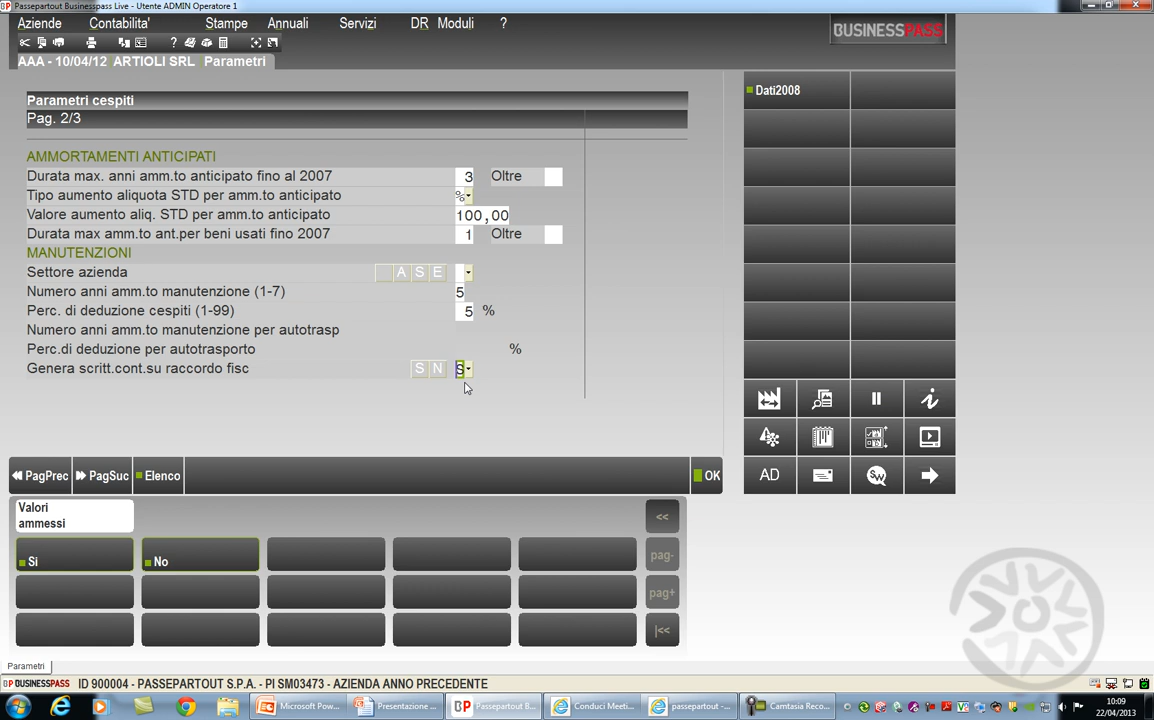 Passepartout Businesspass Live - Utente ADMIN Operatore 1
Aziende Contabilita' Stampe Annuali Servizi DR Moduli ?
BUSINESSPASS
AAA - 10/04/12 ARTIOLI SRL Parametri
Parametri cespiti
Pag. 2/3
Dati2008
AMMORTAMENTI ANTICIPATI
Durata max. anni amm.to anticipato fino al 2007 3 Oltre
Tipo aumento aliquota STD per amm.to anticipato %
Valore aumento aliq. STD per amm.to anticipato 100,00
Durata max amm.to ant.per beni usati fino 2007 1 Oltre
MANUTENZIONI
Settore azienda A S E
Numero anni amm.to manutenzione (1-7) 5
Perc. di deduzione cespiti (1-99) 5 %
Numero anni amm.to manutenzione per autotrasp
Perc.di deduzione per autotrasporto %
Genera scritt.cont.su raccordo fisc S N S
PagPrec PagSuc Elenco OK
AD
Valori
ammessi
<<
Si No pag-
pag+
|<<
Parametri
BP BUSINESSPASS ID 900004 - PASSEPARTOUT S.P.A. - PI SM03473 - AZIENDA ANNO PRECEDENTE
Microsoft Pow... Presentazione ... Passepartout B... Conduci Meeti... passepartout -... Camtasia Reco...
10:09
22/04/2013